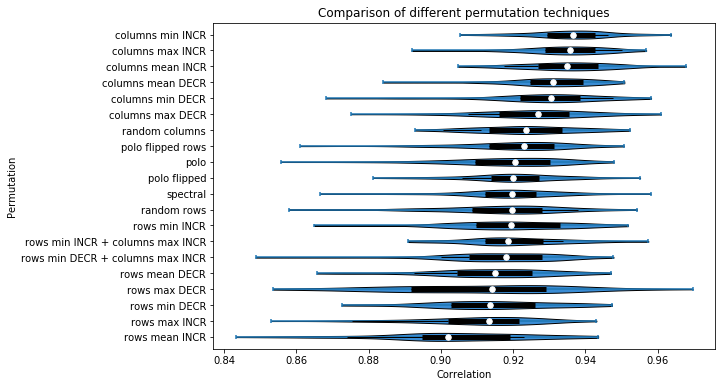 Comparison of different permutation techniques
Permutation
columns min INCR
columns max INCR
columns mean INCR
columns mean DECR
columns min DECR
columns max DECR
random columns
polo flipped rows
polo
polo flipped
spectral
random rows
rows min INCR
rows min INCR + columns max INCR
rows min DECR + columns max INCR
rows mean DECR
rows max DECR
rows min DECR
rows max INCR
rows mean INCR
0.84 0.86 0.88 0.90 0.92 0.94 0.96
Correlation